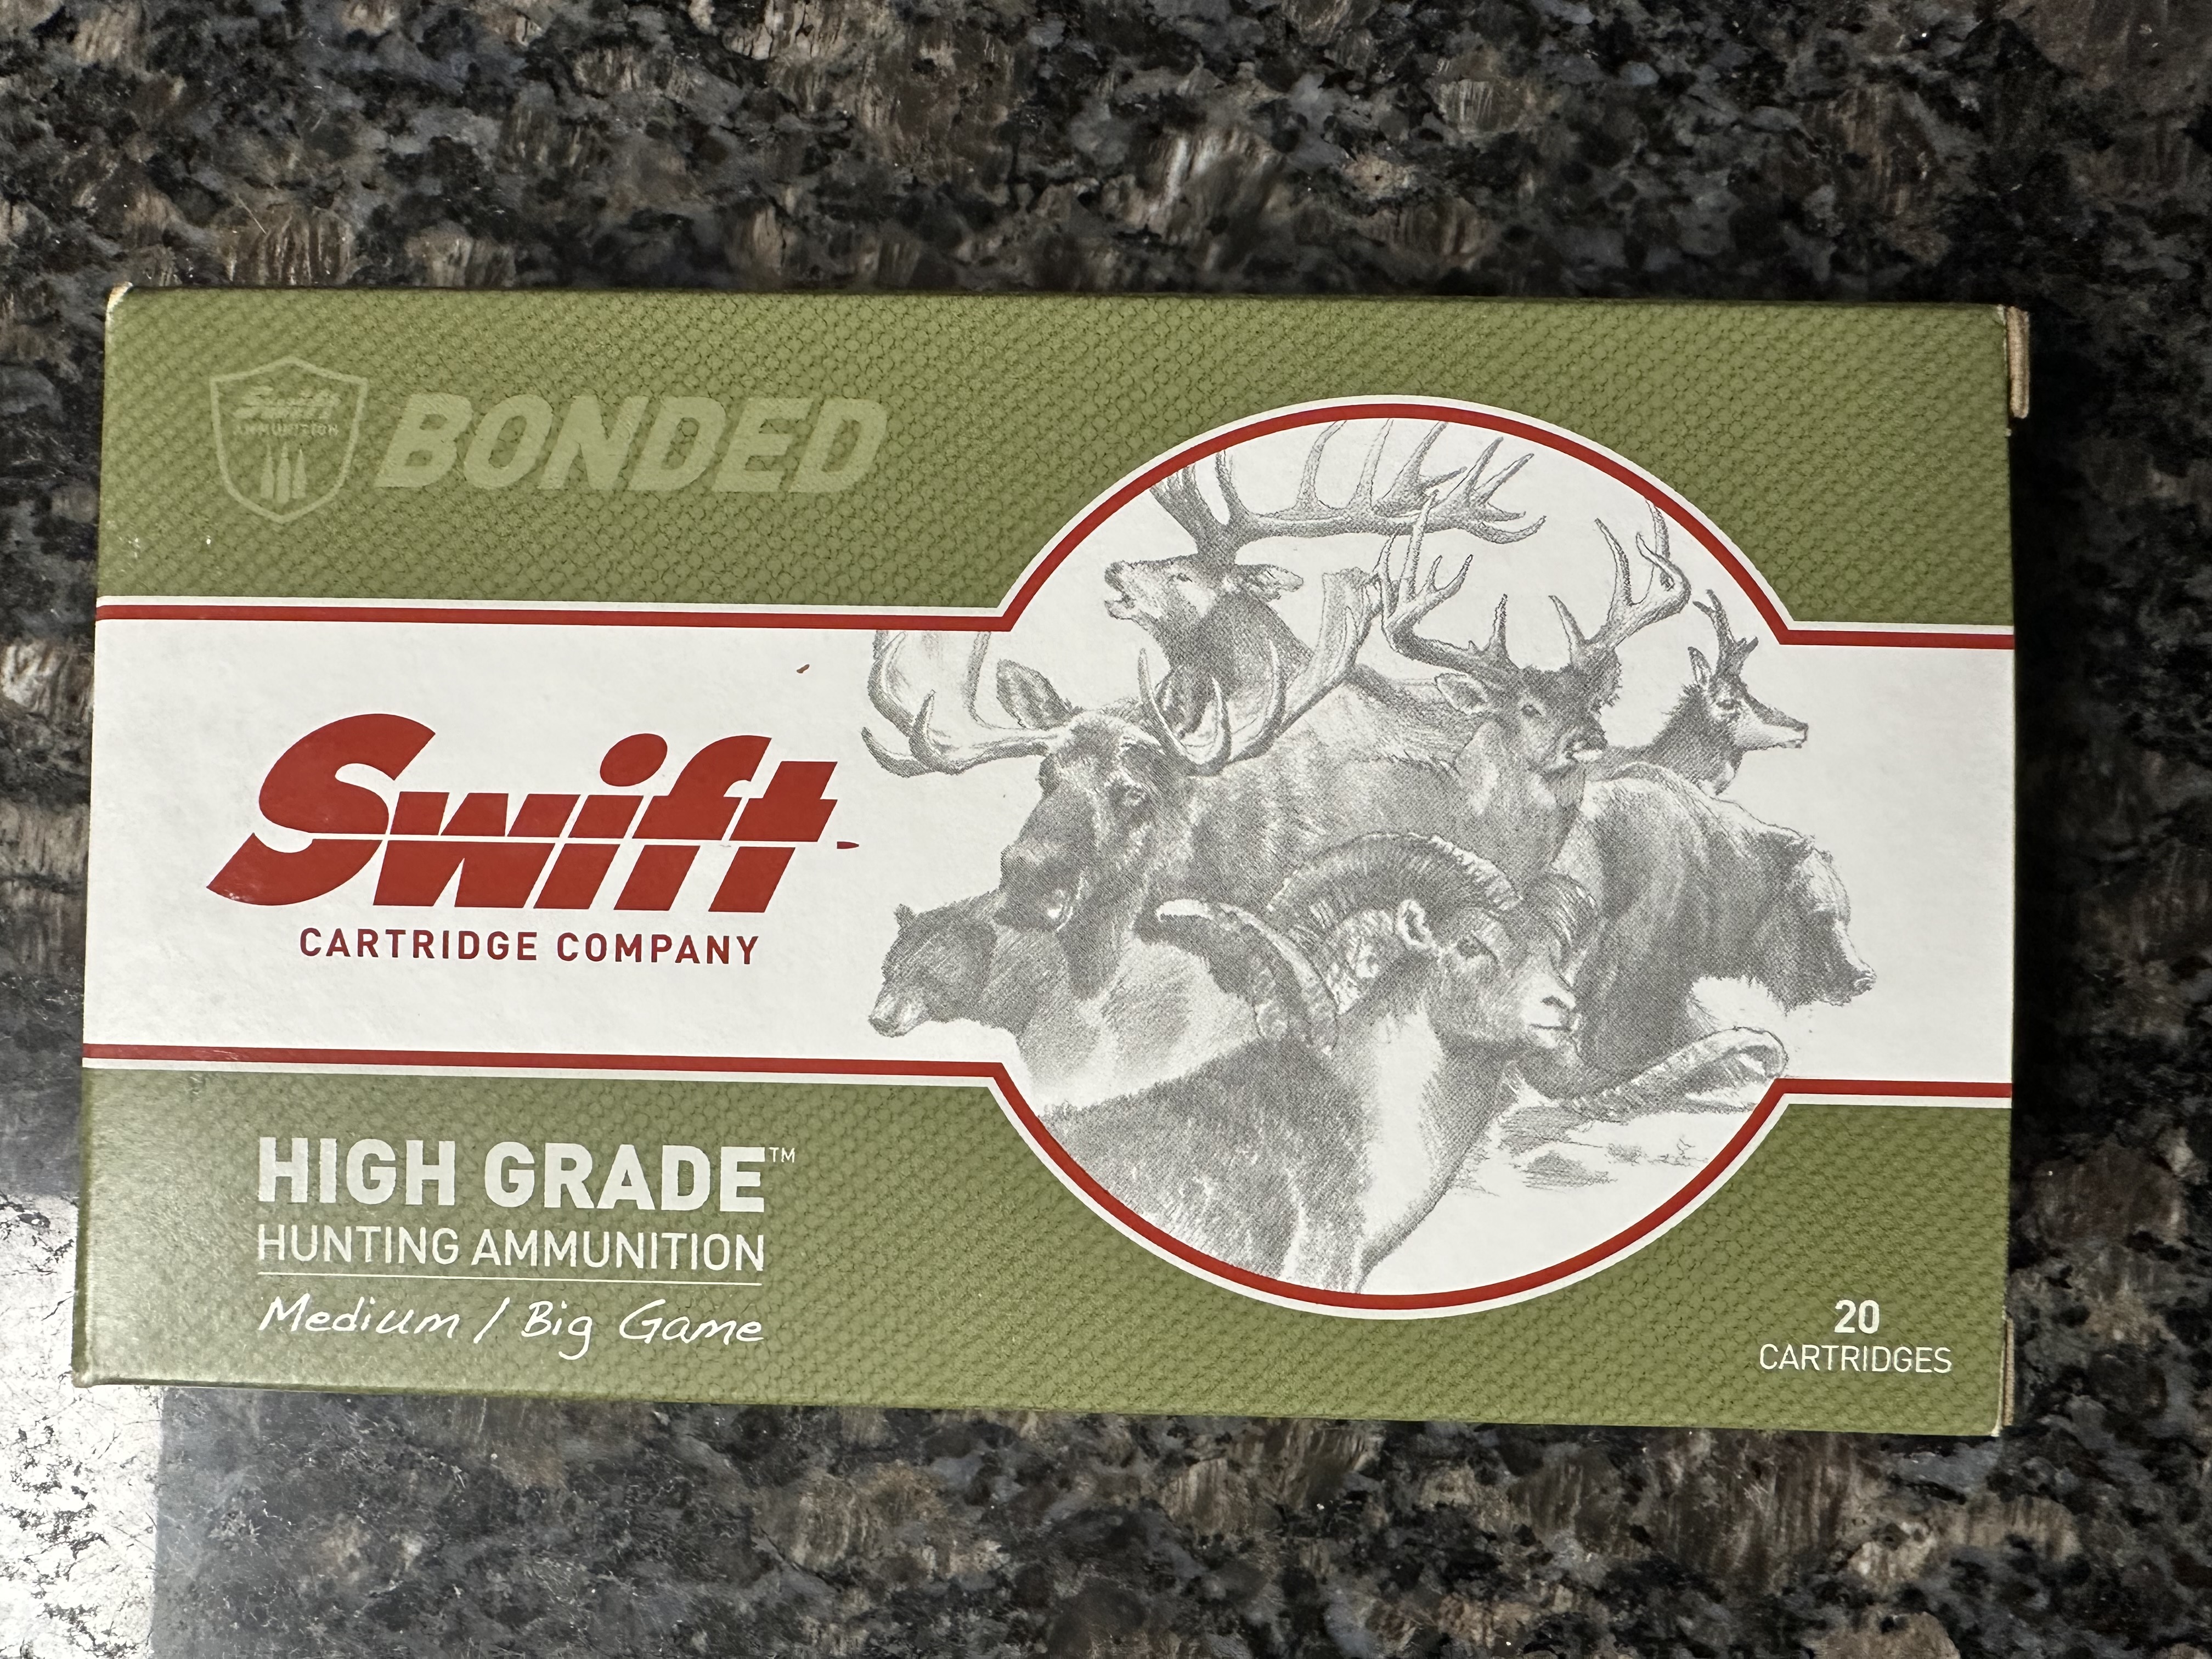 Swift
AMMUNITION
BONDED
Swift
CARTRIDGE COMPANY
HIGH GRADE™
HUNTING AMMUNITION
Medium / Big Game
20
CARTRIDGES